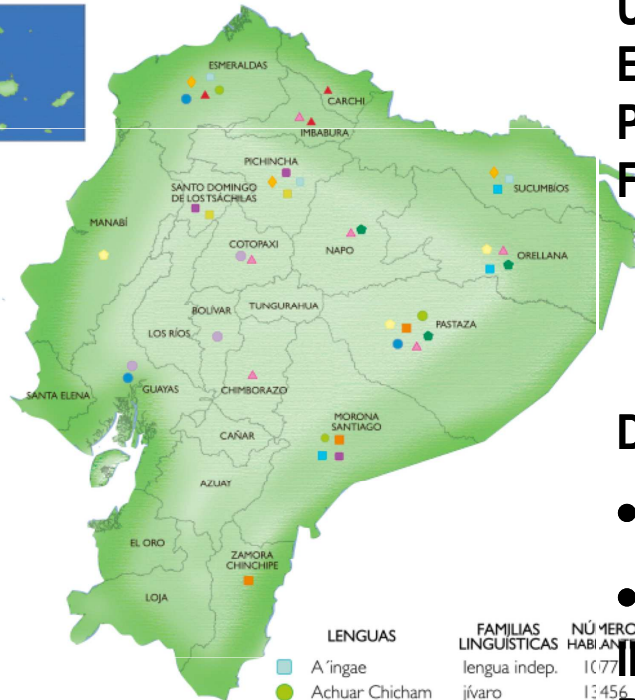 U
E
ESMERALDAS
CARCHI
P
IMBABURA
PICHINCHA
F
SANTO DOMINGO
DE LOS TSÁCHILAS
SUCUMBÍOS
MANABÍ
COTOPAXI
NAPO
ORELLANA
BOLÍVAR
TUNGURAHUA
PASTAZA
LOS RÍOS
SANTA ELENA
GUAYAS
CHIMBORAZO
MORONA
SANTIAGO
D
CAÑAR
AZUAY
•
EL ORO
ZAMORA
CHINCHIPE
LOJA
•
LENGUAS
FAMILIAS
LINGUÍSTICAS
NÚMERO
A´ingae lengua indep.
Achuar Chicham jívaro